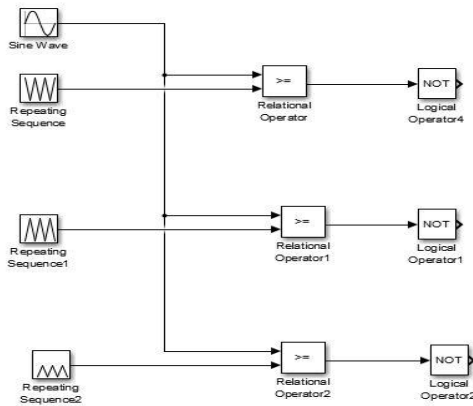 Sine Wave
Repeating
Sequence
>=
Relational
Operator
NOT
Logical
Operator4
Repeating
Sequence1
>=
Relational
Operator1
NOT
Logical
Operator1
Repeating
Sequence2
>=
Relational
Operator2
NOT
Logical
Operator2